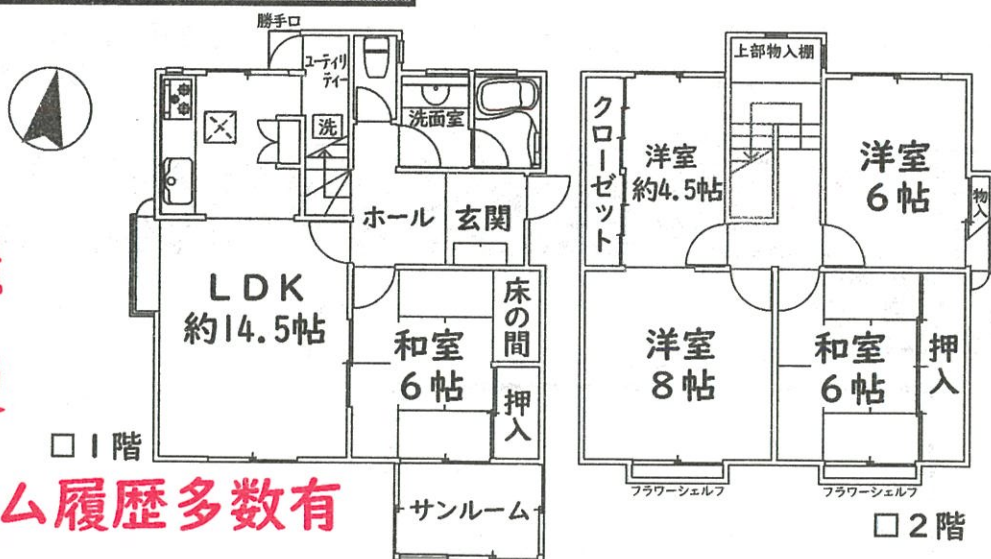 勝手口
ユーティリ
ティー
洗
洗面室
ホール
玄関
LDK
約14.5帖
和室
6帖
床の間
押入
サンルーム
□1階
ム履歴多数有
上部物入棚
クローゼット
洋室
約4.5帖
洋室
6帖
物入
洋室
8帖
和室
6帖
押入
フラワーシェルフ
フラワーシェルフ
□2階